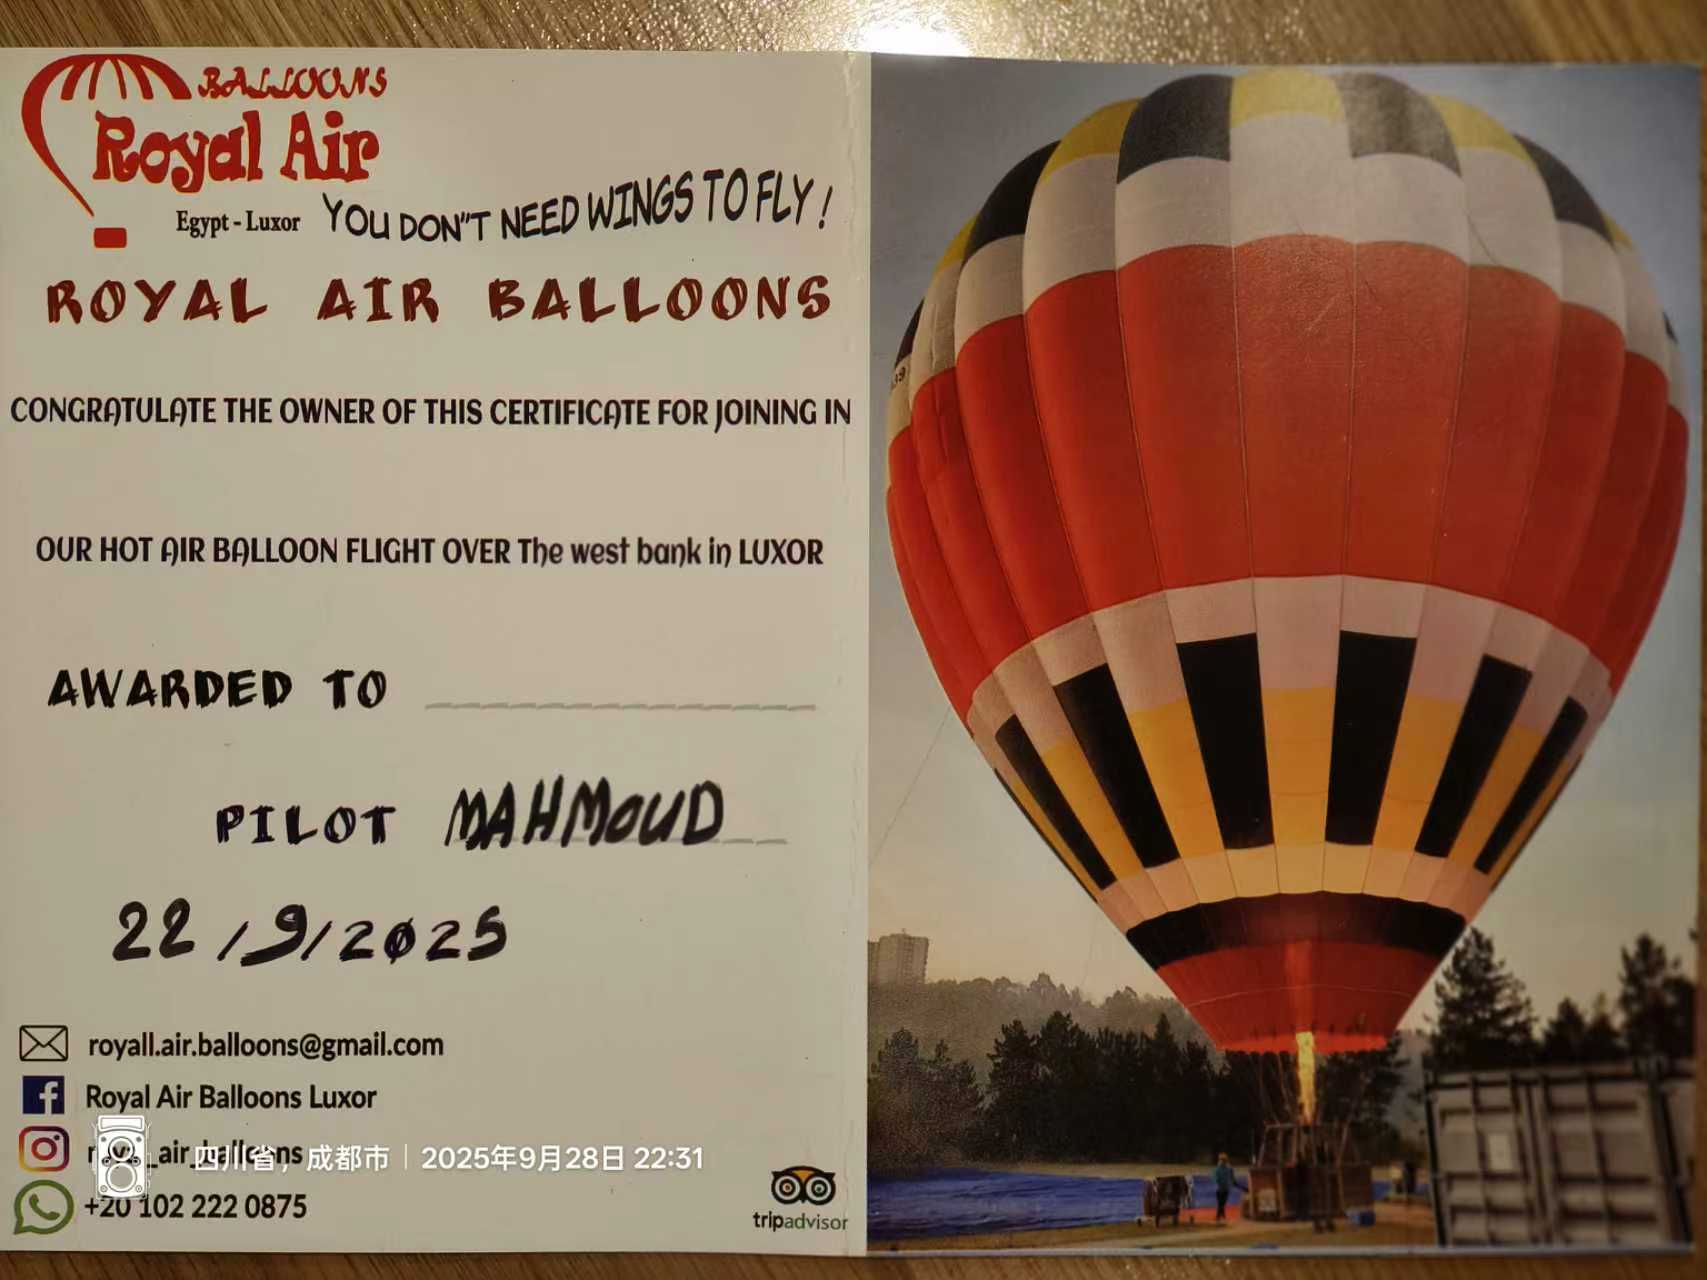 BALLOONS
Royal Air
Egypt - Luxor
YOU DON"T NEED WINGS TO FLY!
ROYAL AIR BALLOONS
CONGRATULATE THE OWNER OF THIS CERTIFICATE FOR JOINING IN
OUR HOT AIR BALLOON FLIGHT OVER The west bank in LUXOR
AWARDED TO
PILOT MAHMOUD
22/9/2025
royall.air.balloons@gmail.com
Royal Air Balloons Luxor
royal_air_balloons
四川省，成都市 | 2025年9月28日 22:31
+20 102 222 0875
tripadvisor